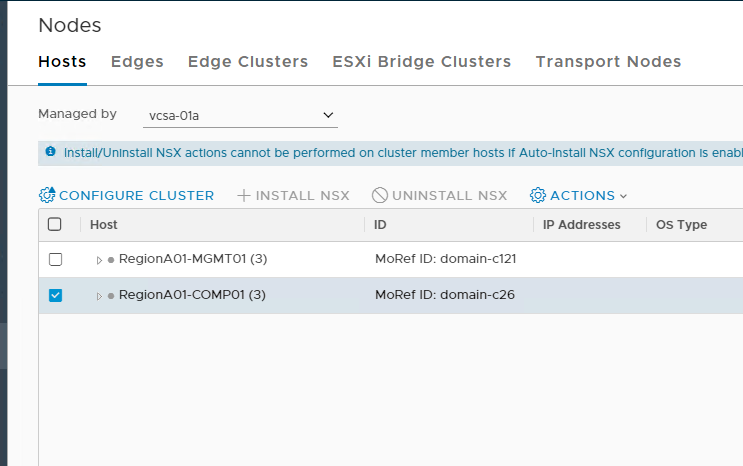 Nodes
Hosts Edges Edge Clusters ESXi Bridge Clusters Transport Nodes
Managed by vcsa-01a
Install/Uninstall NSX actions cannot be performed on cluster member hosts if Auto-Install NSX configuration is enabl
CONFIGURE CLUSTER INSTALL NSX UNINSTALL NSX ACTIONS
Host ID IP Addresses OS Type
RegionA01-MGMT01 (3) MoRef ID: domain-c121
RegionA01-COMP01 (3) MoRef ID: domain-c26